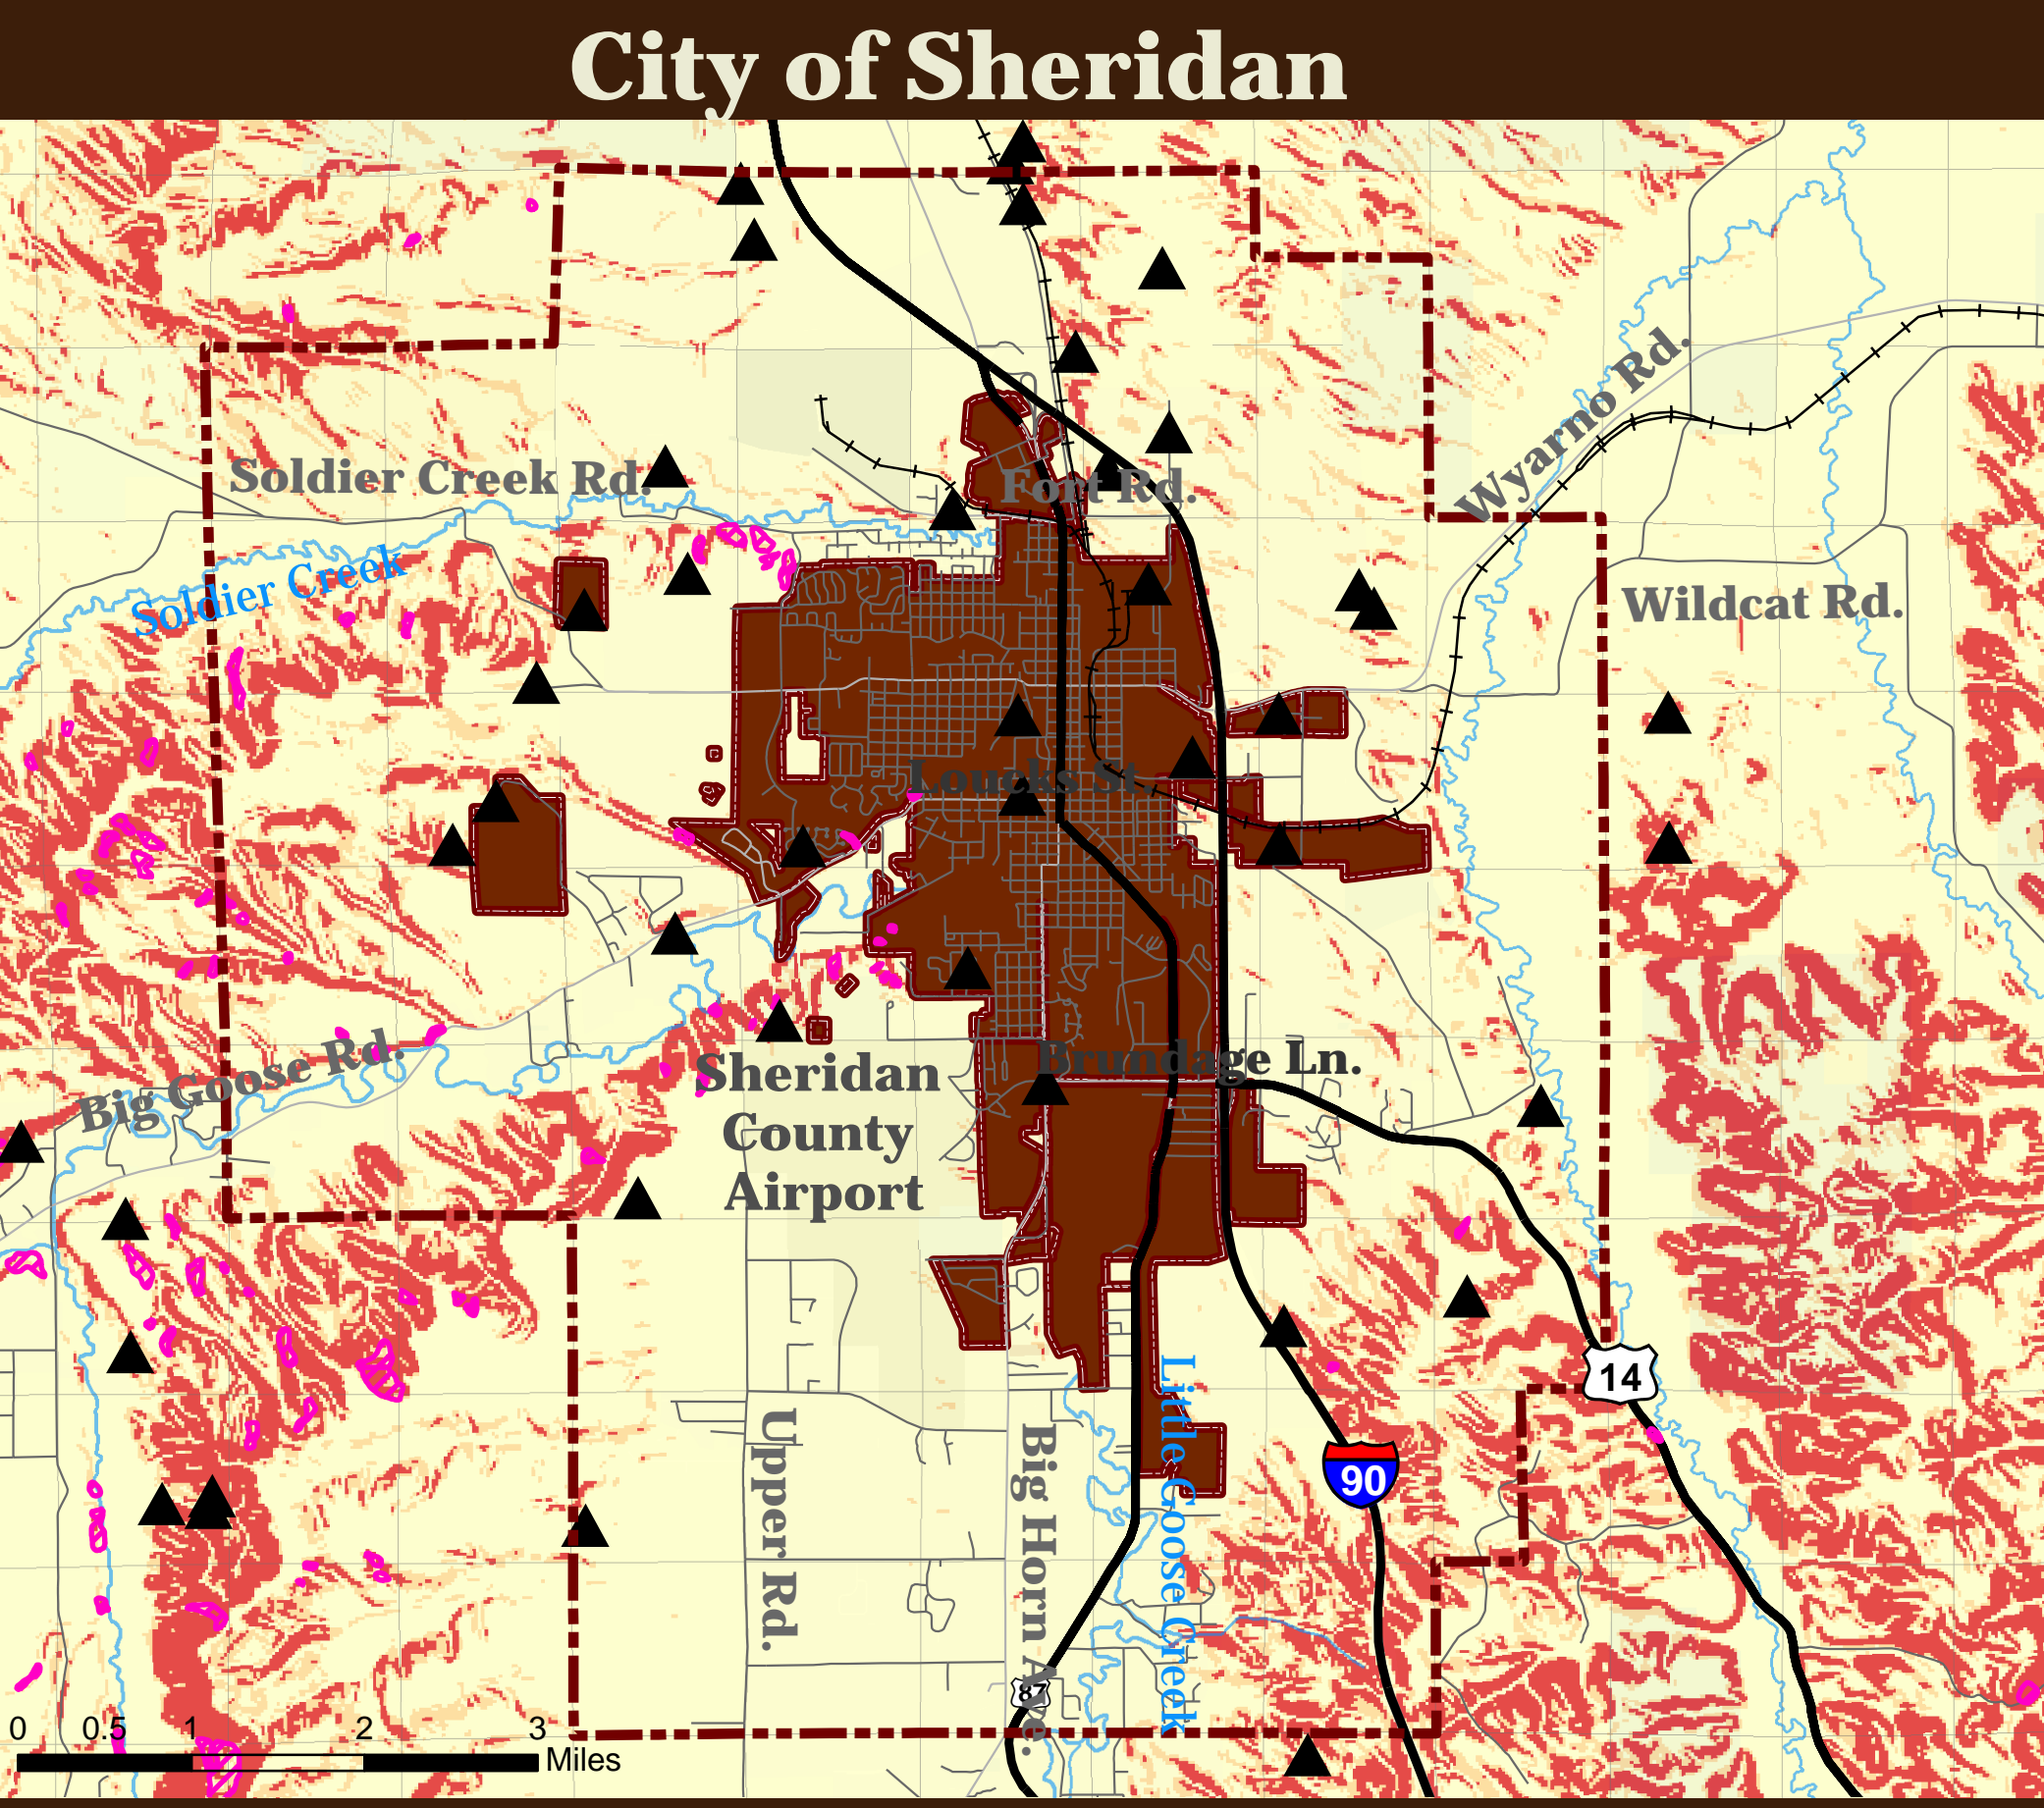 City of Sheridan
Wyarno Rd.
Soldier Creek Rd.
Fort Rd.
Soldier Creek
Wildcat Rd.
Loucks St.
Big Goose Rd.
Brundage Ln.
Sheridan
County
Airport
14
Little Goose Creek
Upper Rd.
Big Horn Ave.
90
87
0 0.5 1 2 3
Miles